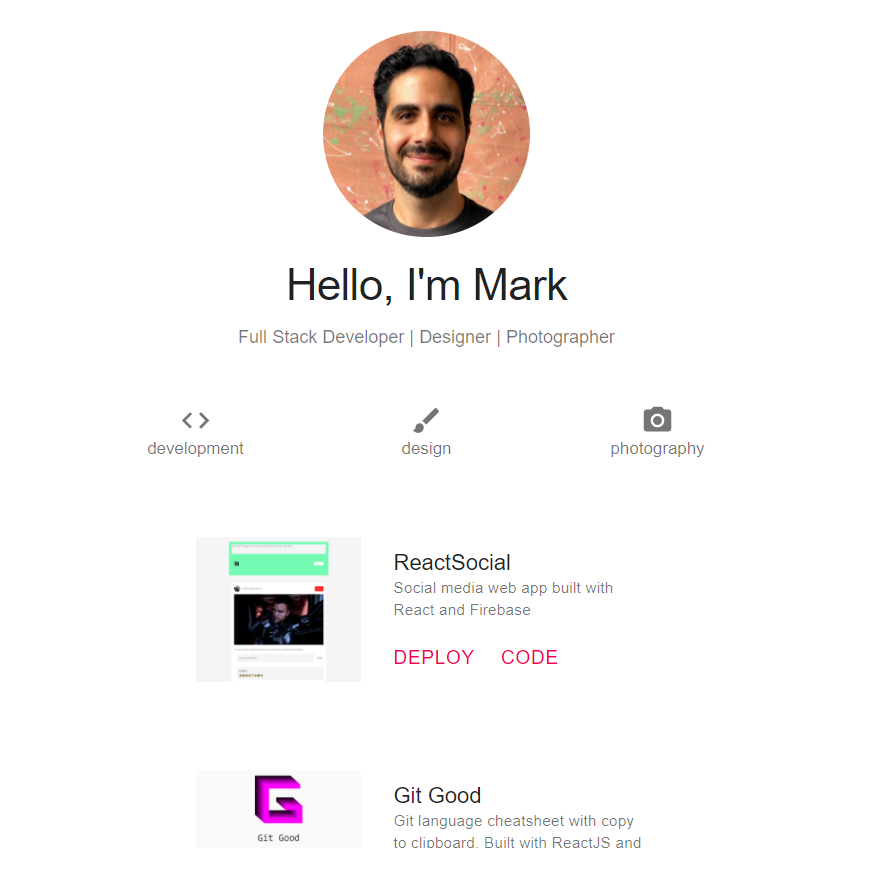 Hello, I'm Mark
Full Stack Developer | Designer | Photographer
development
design
photography
ReactSocial
Social media web app built with
React and Firebase
DEPLOY CODE
Git Good
Git Good
Git language cheatsheet with copy
to clipboard. Built with ReactJS and